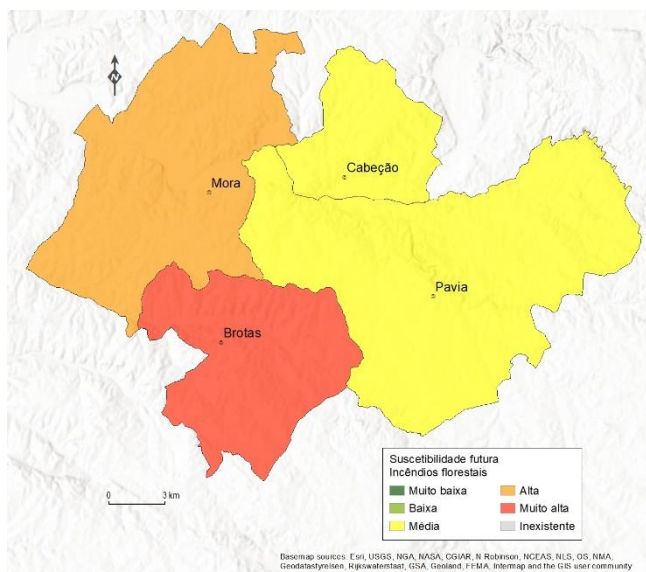 N
Cabeção
Mora
Pavia
Brotas
Suscetibilidade futura
Incêndios florestais
Muito baixa
Alta
Baixa
Muito alta
Média
Inexistente
0 3 km
Basemap sources: Esri, USGS, NGA, NASA, CGIAR, N Robinson, NCEAS, NLS, OS, NMA,
Geodatastyrelsen, Rijkswaterstaat, GSA, Geoland, FEMA, Intermap and the GIS user community